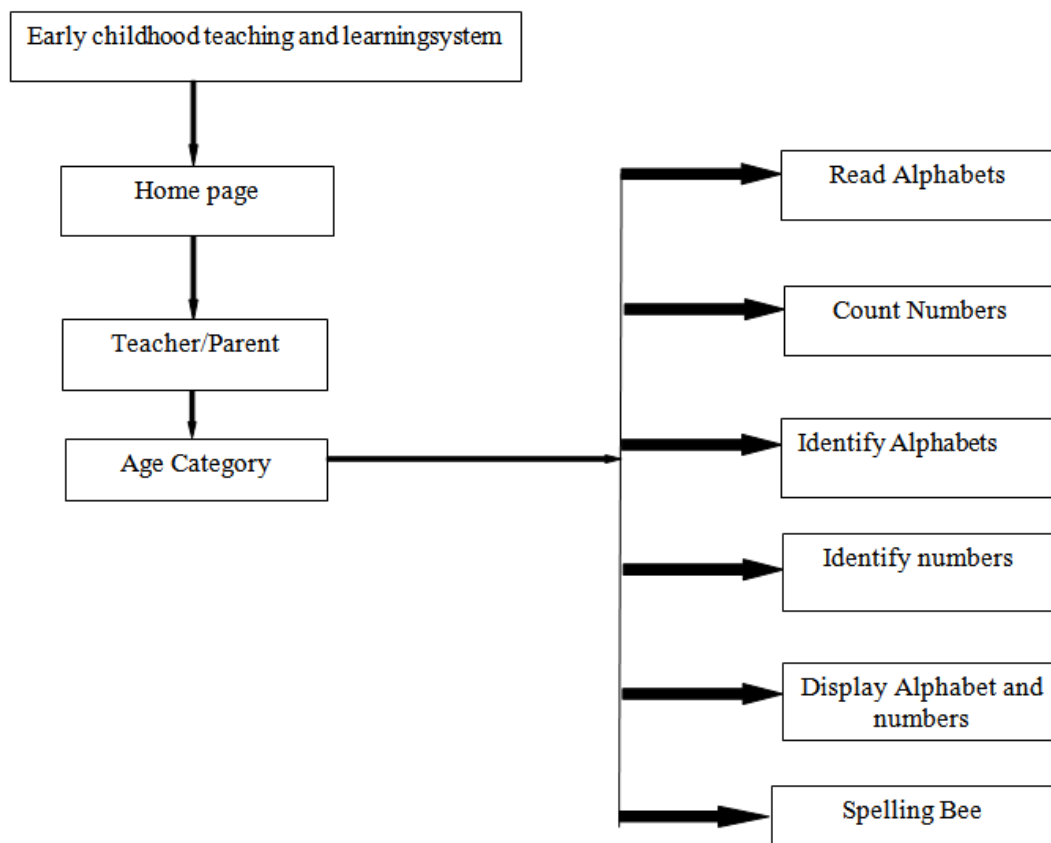 Early childhood teaching and learningsystem
Home page
Teacher/Parent
Age Category
Read Alphabets
Count Numbers
Identify Alphabets
Identify numbers
Display Alphabet and
numbers
Spelling Bee